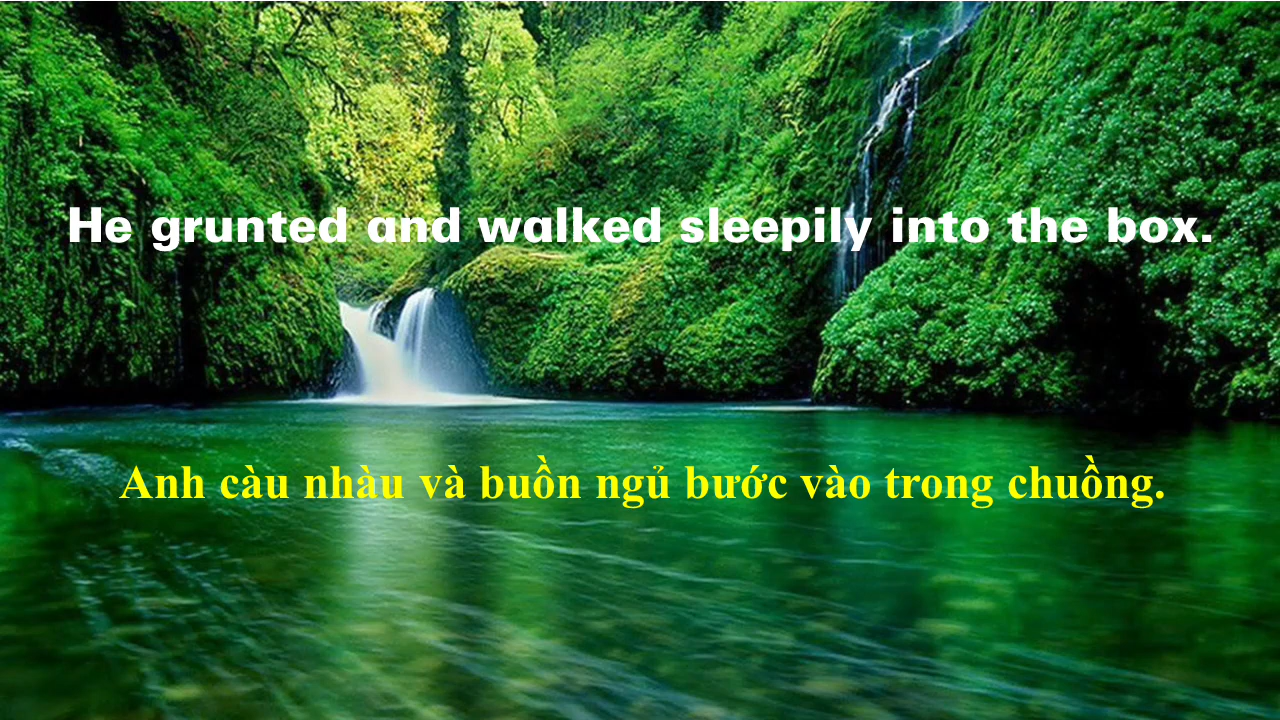 He grunted and walked sleepily into the box.
Anh càu nhàu và buồn ngủ bước vào trong chuồng.